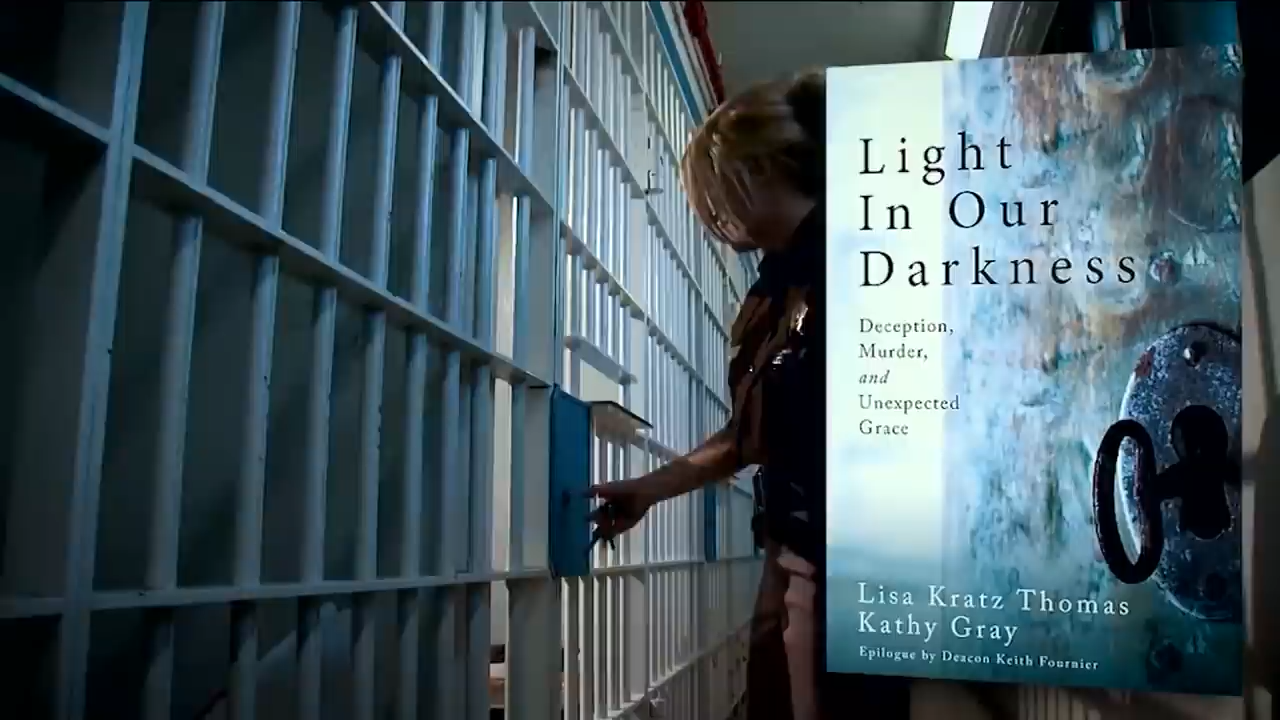 Light
In Our
Darkness
Deception,
Murder,
and
Unexpected
Grace
Lisa Kratz Thomas
Kathy Gray
Epilogue by Deacon Keith Fournier